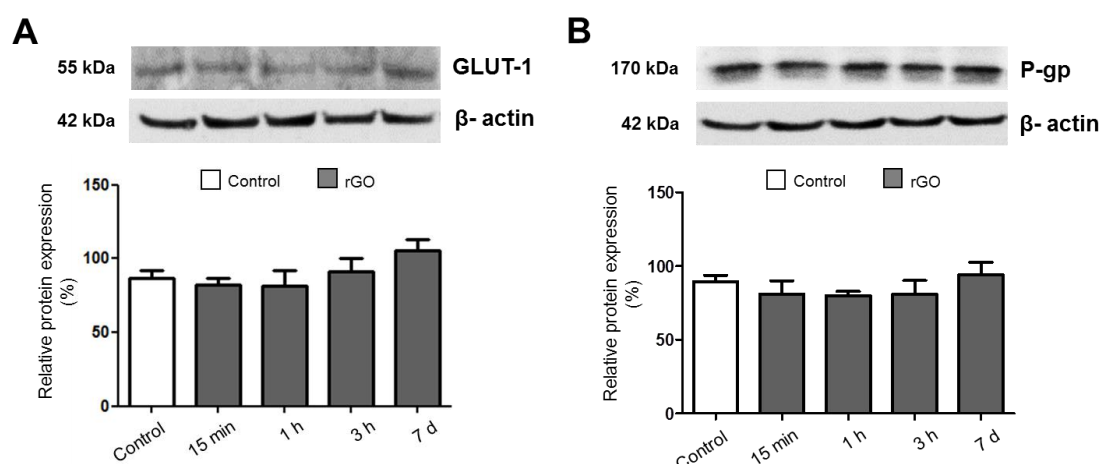 A
55 kDa
GLUT-1
42 kDa
β- actin
Control
rGO
Relative protein expression
(%)
150
100
50
0
Control
15 min
1 h
3 h
7 d
B
170 kDa
P-gp
42 kDa
β- actin
Control
rGO
Relative protein expression
(%)
150
100
50
0
Control
15 min
1 h
3 h
7 d